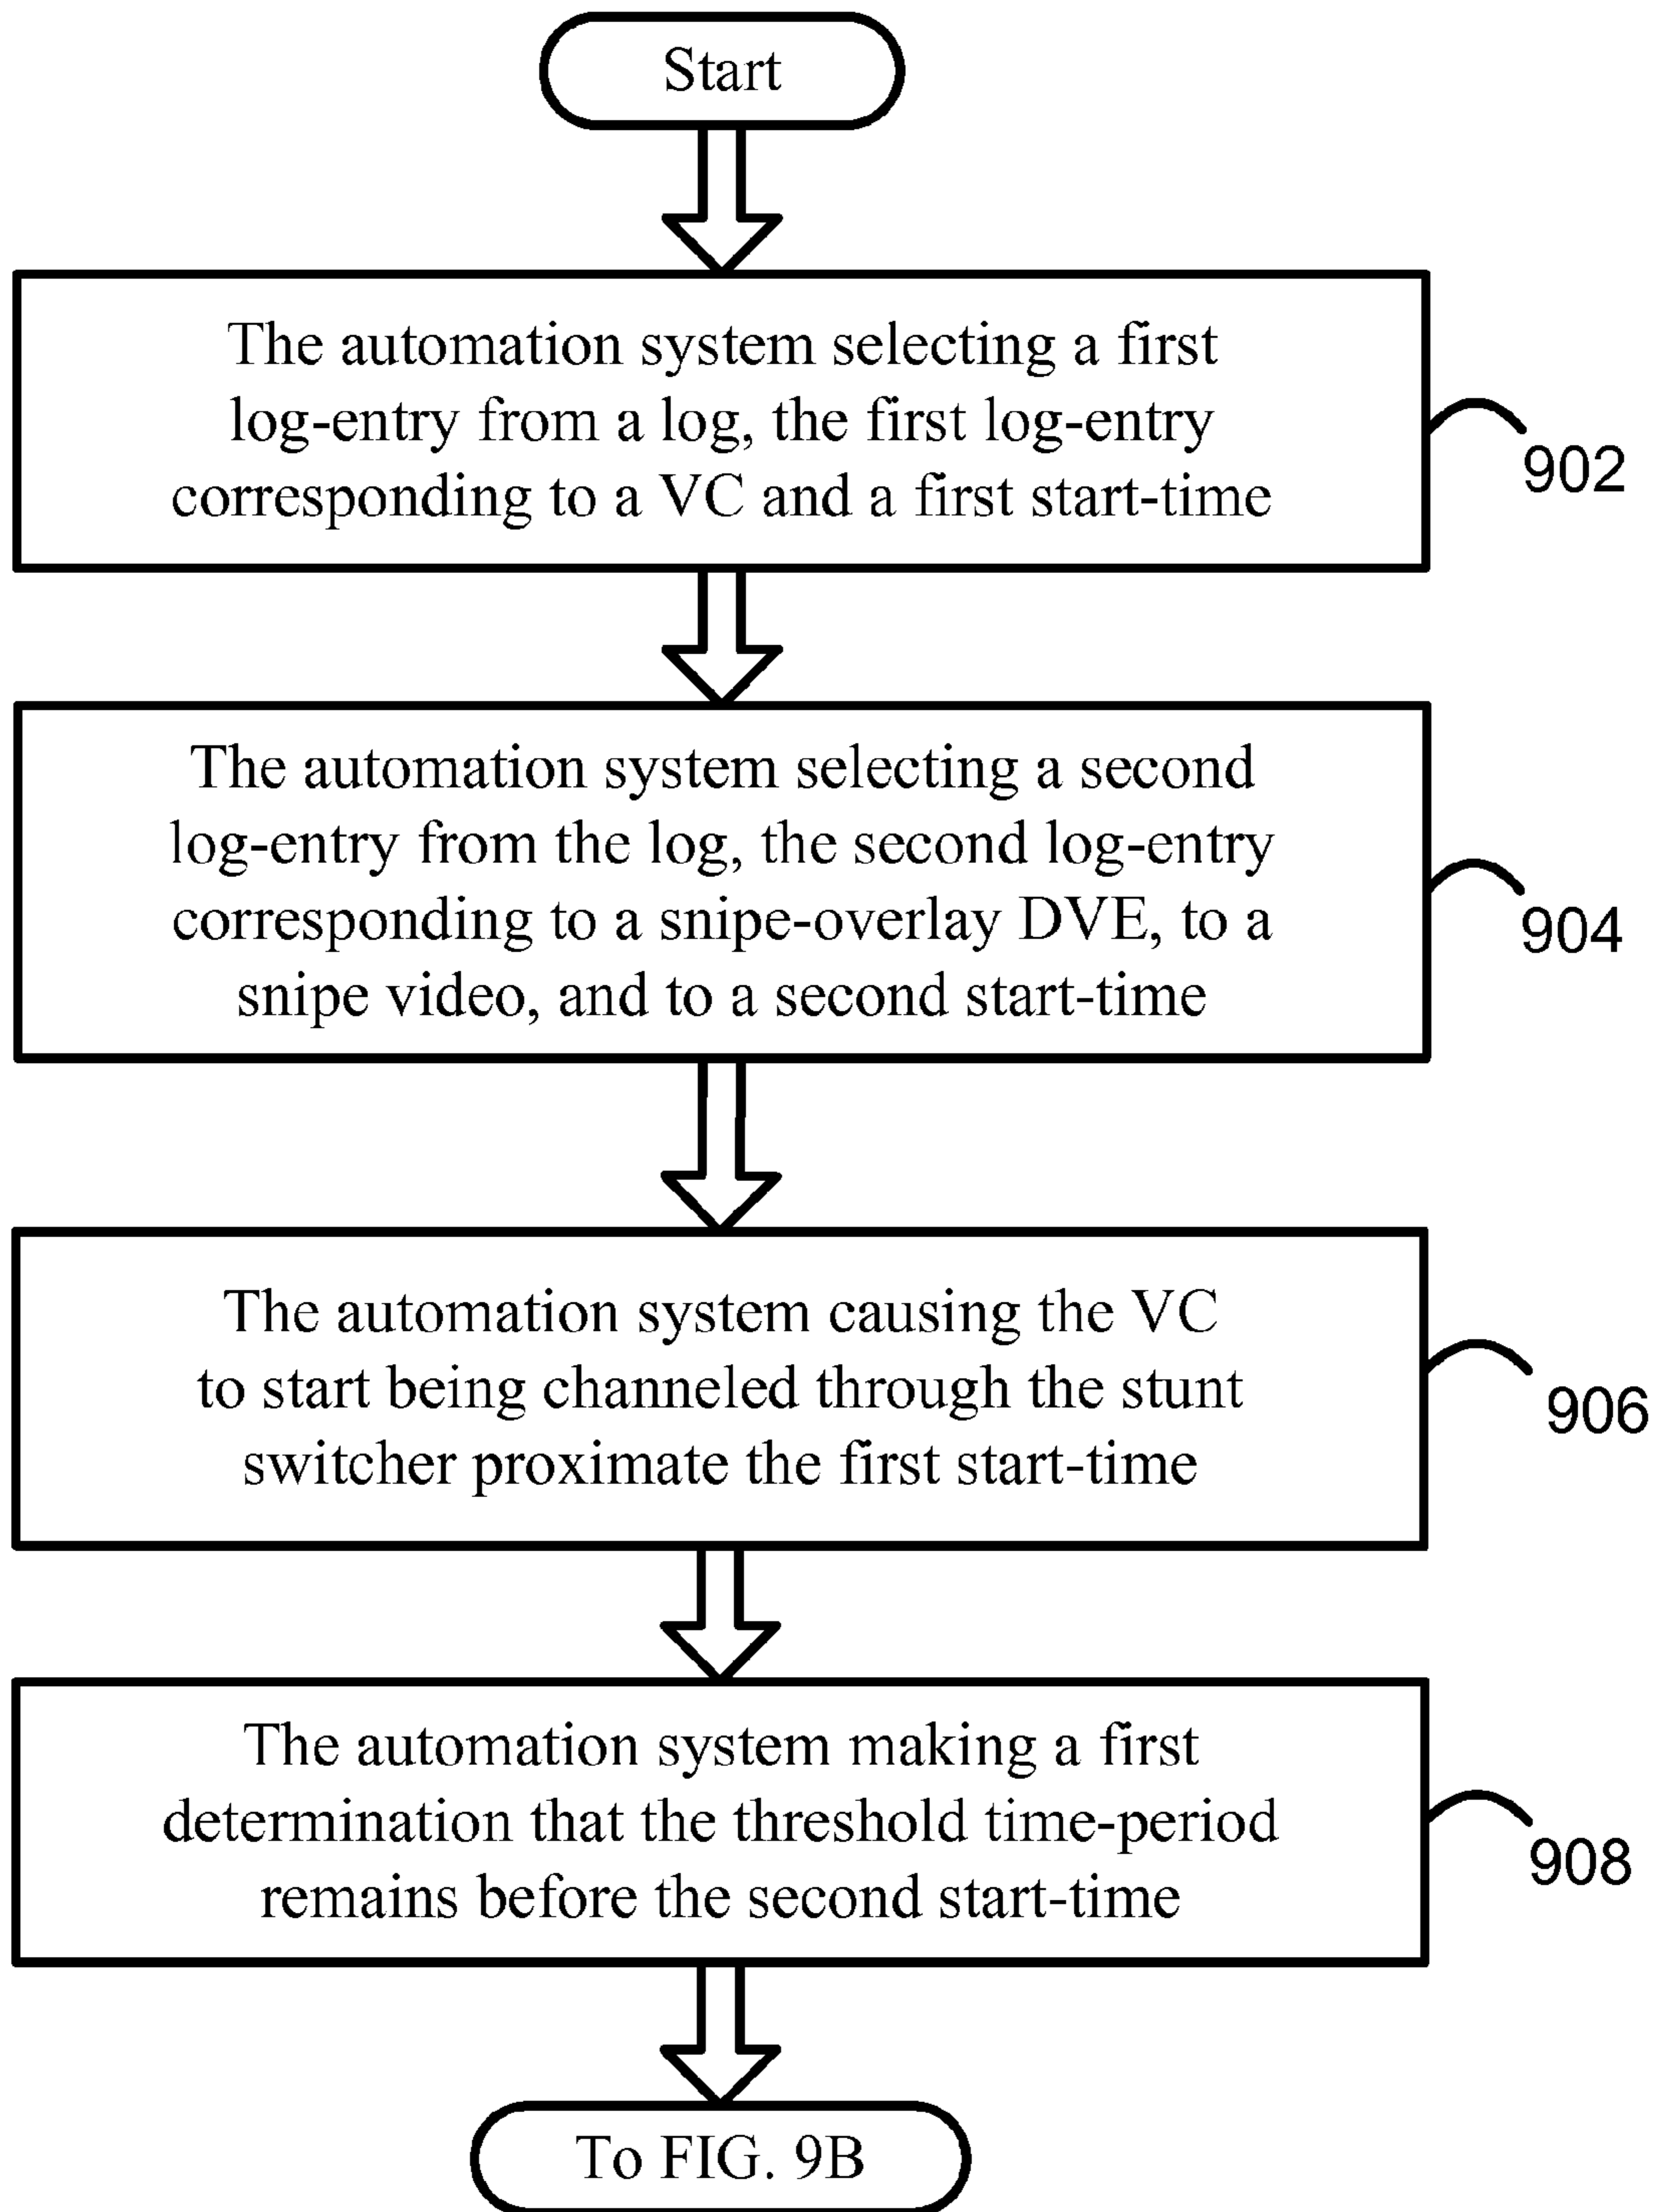 Start
The automation system selecting a first
log-entry from a log, the first log-entry
corresponding to a VC and a first start-time
902
The automation system selecting a second
log-entry from the log, the second log-entry
corresponding to a snipe-overlay DVE, to a
snipe video, and to a second start-time
904
The automation system causing the VC
to start being channeled through the stunt
switcher proximate the first start-time
906
The automation system making a first
determination that the threshold time-period
remains before the second start-time
908
To FIG. 9B